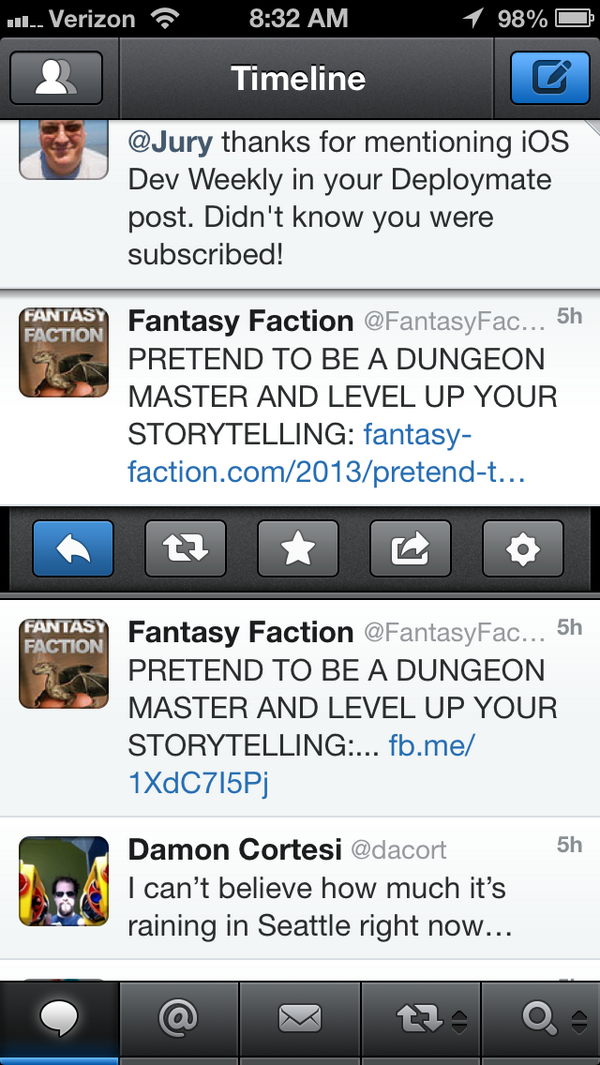 Verizon 8:32 AM 98%
Timeline
@Jury thanks for mentioning iOS
Dev Weekly in your Deploymate
post. Didn't know you were
subscribed!
FANTASY
FACTION
Fantasy Faction @FantasyFac... 5h
PRETEND TO BE A DUNGEON
MASTER AND LEVEL UP YOUR
STORYTELLING: fantasy-
faction.com/2013/pretend-t...
FANTASY
FACTION
Fantasy Faction @FantasyFac... 5h
PRETEND TO BE A DUNGEON
MASTER AND LEVEL UP YOUR
STORYTELLING:... fb.me/
1XdC7I5Pj
Damon Cortesi @dacort 5h
I can’t believe how much it’s
raining in Seattle right now…
@